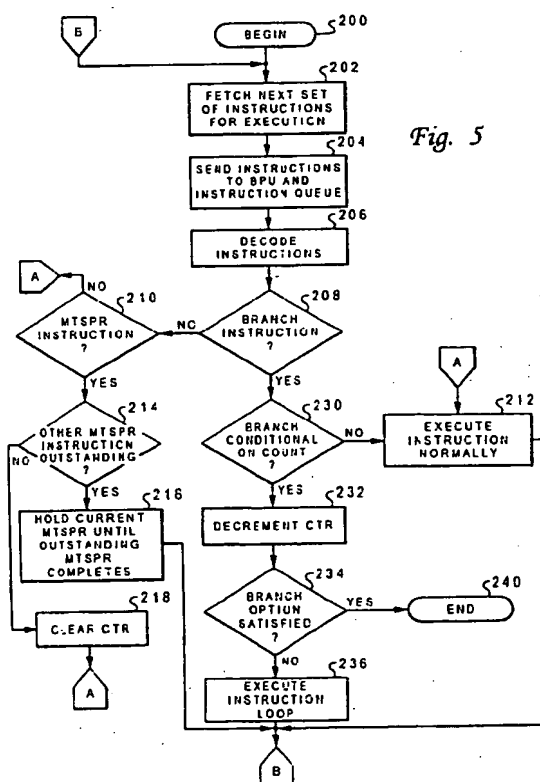 Б
BEGIN
200
202
FETCH NEXT SET
OF INSTRUCTIONS
FOR EXECUTION
Fig. 5
204
SEND INSTRUCTIONS
TO BPU AND
INSTRUCTION QUEUE
206
DECODE
INSTRUCTIONS
A
NO
210
MTSPR
INSTRUCTION
?
NC
208
BRANCH
INSTRUCTION
?
YES
YES
A
214
OTHER MTSPR
INSTRUCTION
OUTSTANDING
?
NO
YES
230
BRANCH
CONDITIONAL
ON COUNT
?
NO
YES
212
EXECUTE
INSTRUCTION
NORMALLY
216
HOLD CURRENT
MTSPR UNTIL
OUTSTANDING
MTSPR
COMPLETES
232
DECREMENT CTR
218
CLEAR CTR
A
234
BRANCH
OPTION
SATISFIED
?
YES
240
END
NO
236
EXECUTE
INSTRUCTION
LOOP
B